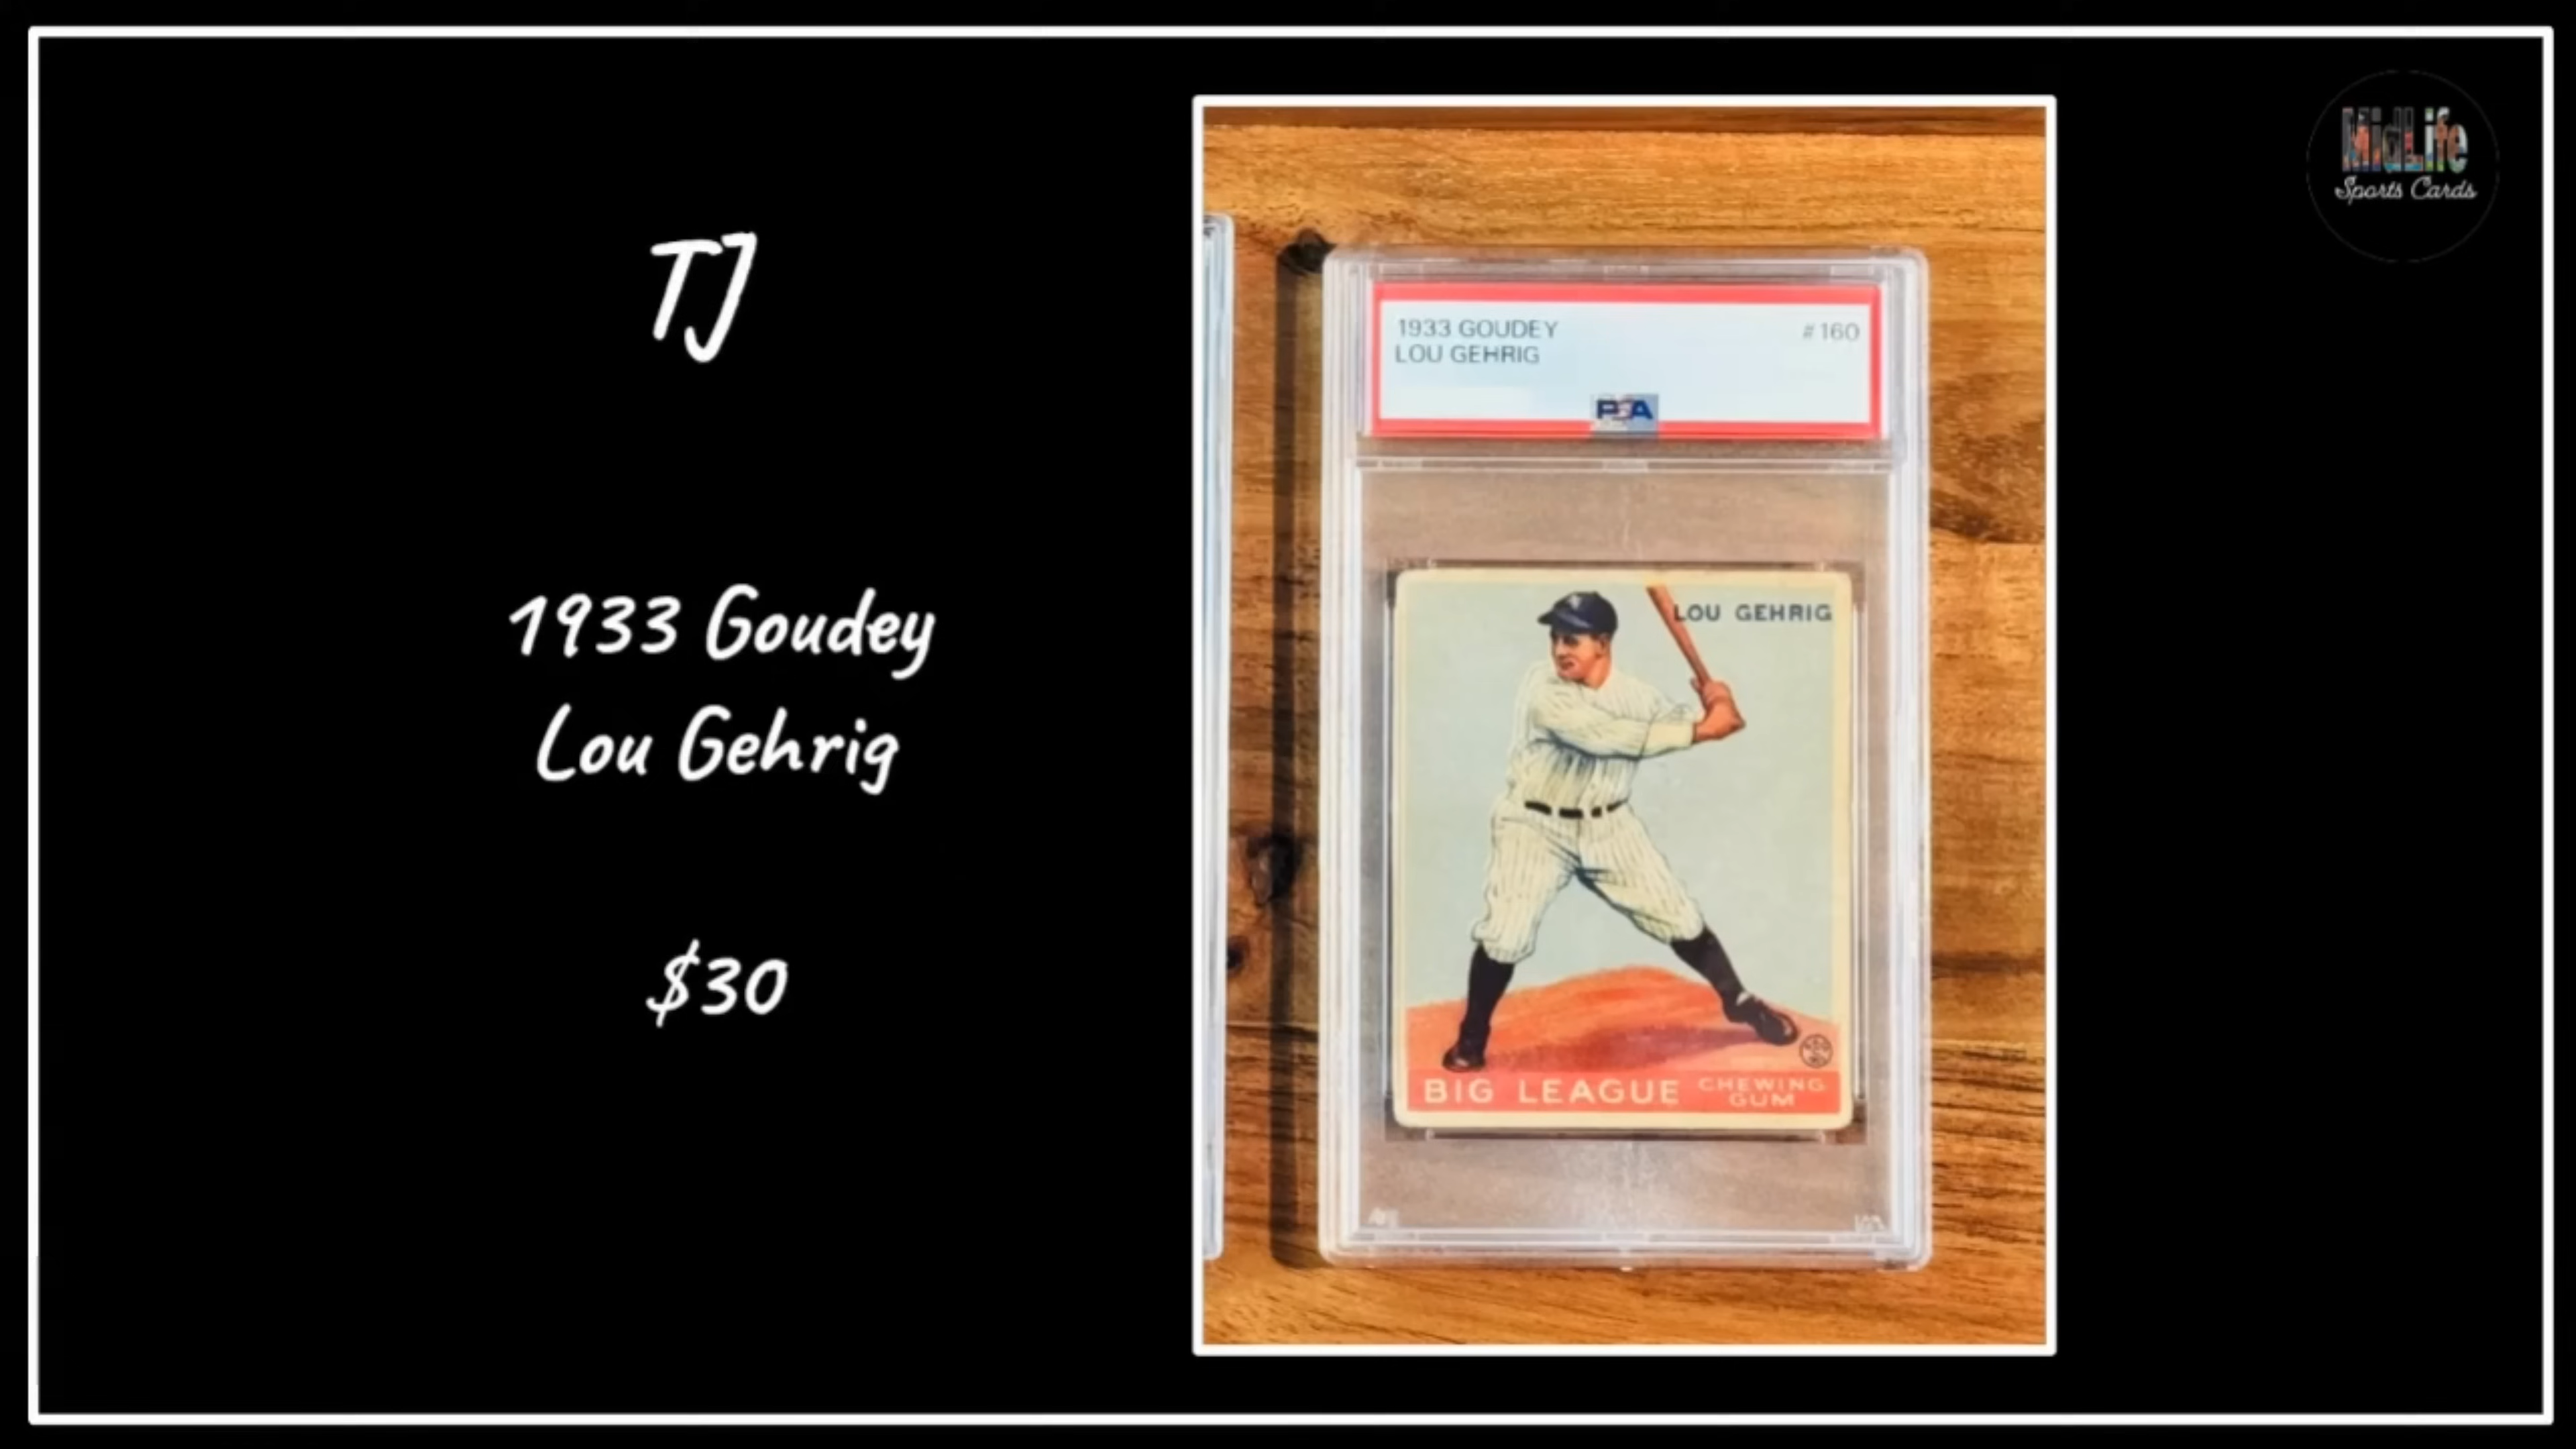 TJ
1933 Goudey
Lou Gehrig
$30
MidLife
Sports Cards
1933 GOUDEY
#160
LOU GEHRIG
PSA
LOU GEHRIG
BIG LEAGUE
CHEWING
GUM